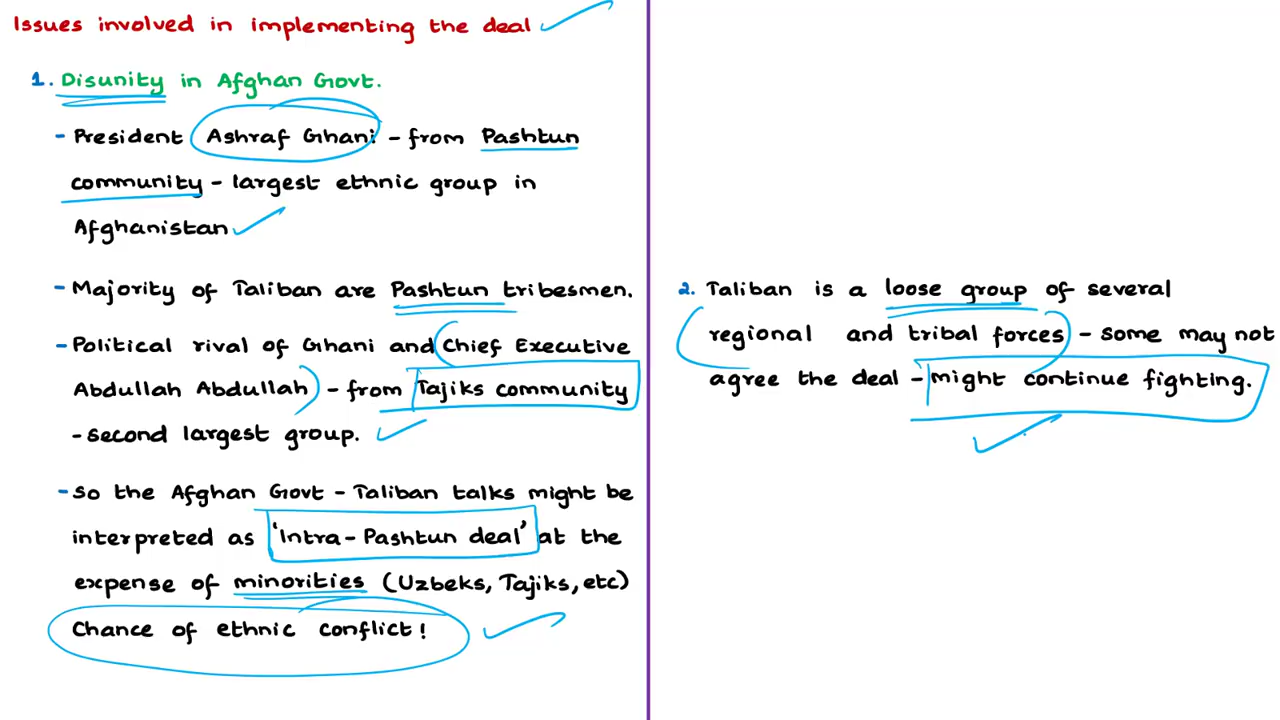 Issues involved in implementing the deal
1. Disunity in Afghan Govt.
- President Ashraf Ghani - from Pashtun
community - largest ethnic group in
Afghanistan
- Majority of Taliban are Pashtun tribesmen.
- Political rival of Ghani and Chief Executive
Abdullah Abdullah - from Tajiks community
- second largest group.
- So the Afghan Govt - Taliban talks might be
interpreted as 'Intra - Pashtun deal' at the
expense of minorities (Uzbeks, Tajiks, etc)
Chance of ethnic conflict!
2. Taliban is a loose group of several
regional and tribal forces - some may not
agree the deal - might continue fighting.